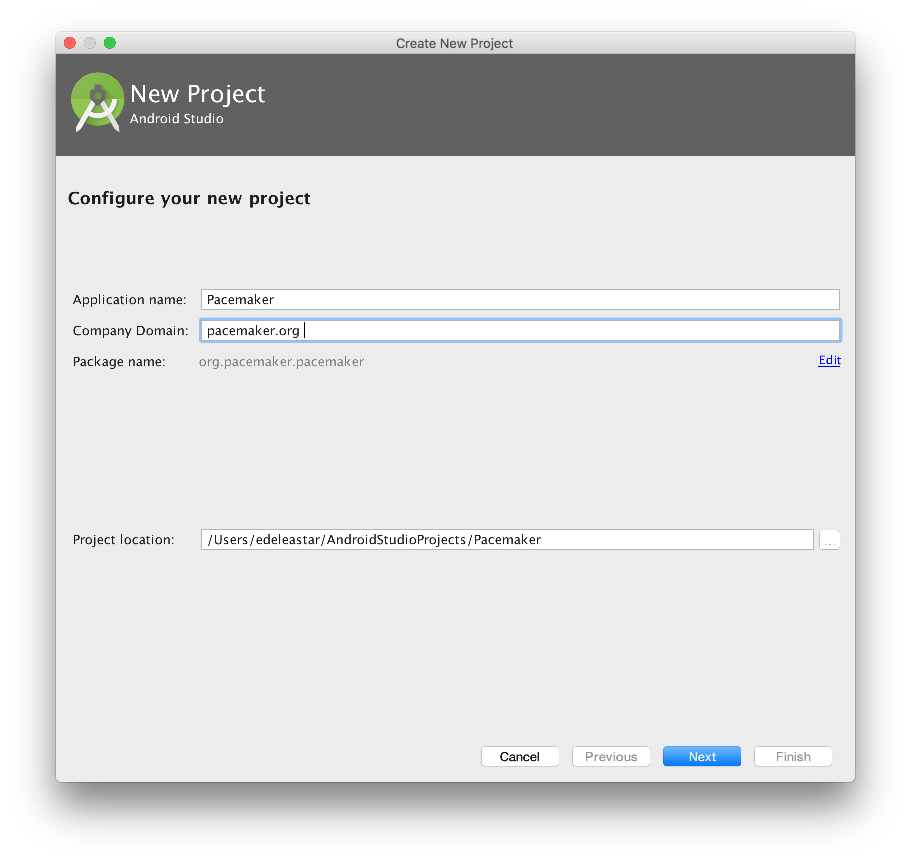 Create New Project
New Project
Android Studio
Configure your new project
Application name: Pacemaker
Company Domain: pacemaker.org
Package name: org.pacemaker.pacemaker Edit
Project location: /Users/edeleastar/AndroidStudioProjects/Pacemaker ...
Cancel Previous Next Finish